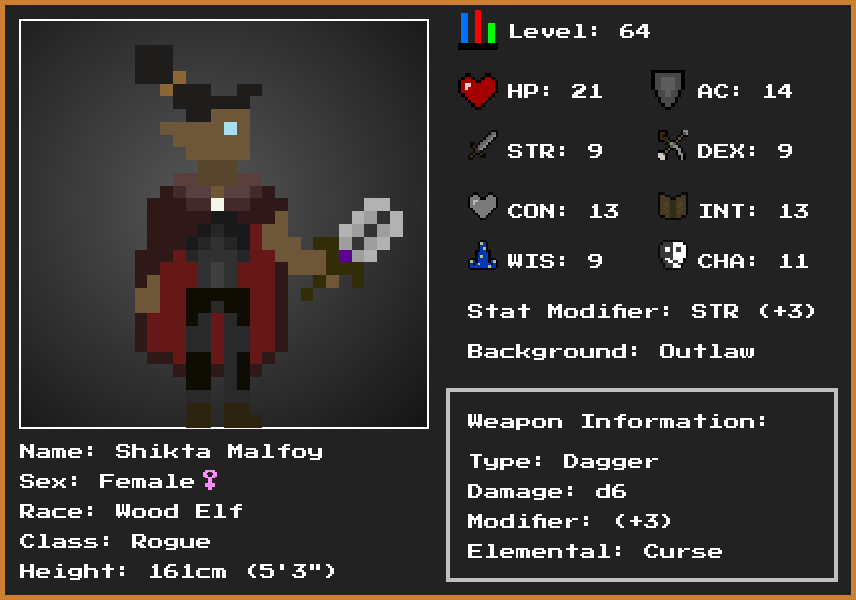 Level: 64
HP: 21
AC: 14
STR: 9
DEX: 9
CON: 13
INT: 13
WIS: 9
CHA: 11
Stat Modifier: STR (+3)
Background: Outlaw
Weapon Information:
Type: Dagger
Damage: d6
Modifier: (+3)
Elemental: Curse
Name: Shikta Malfoy
Sex: Female♀
Race: Wood Elf
Class: Rogue
Height: 161cm (5'3")